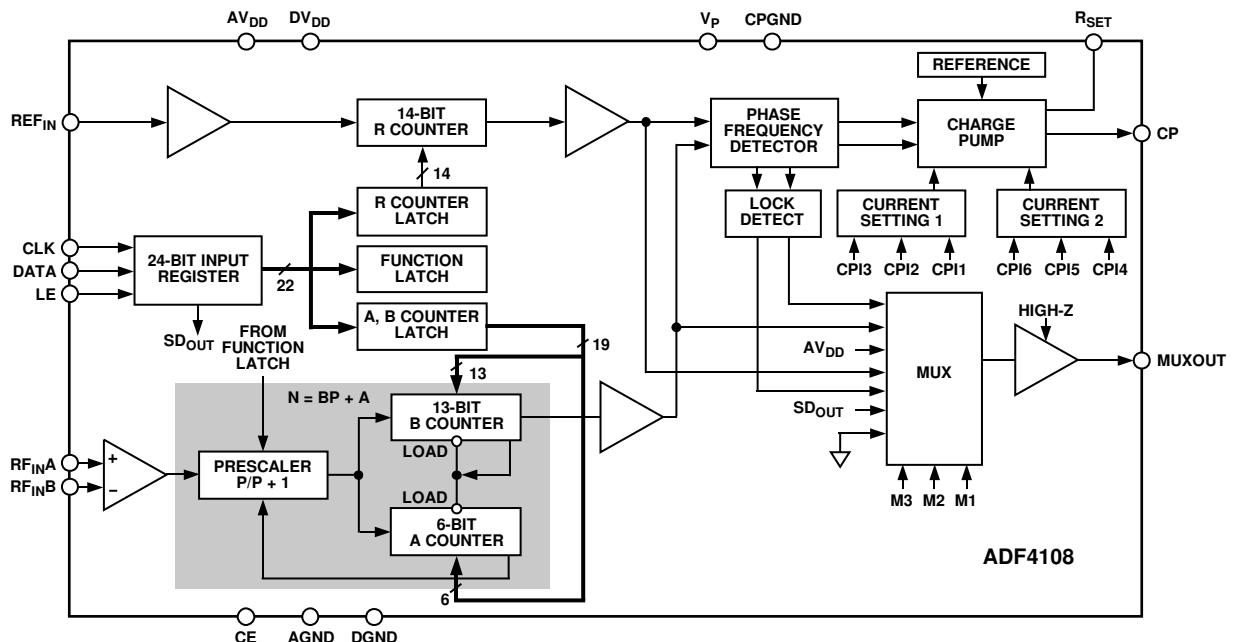 AVDD DVDD VP CPGND RSET
REFIN
14-BIT
R COUNTER
14
PHASE
FREQUENCY
DETECTOR
REFERENCE
CHARGE
PUMP
CP
R COUNTER
LATCH
LOCK
DETECT
CURRENT
SETTING 1
CURRENT
SETTING 2
CPI3 CPI2 CPI1
CPI6 CPI5 CPI4
CLK
DATA
LE
24-BIT INPUT
REGISTER
22
FUNCTION
LATCH
A, B COUNTER
LATCH
SDOUT
FROM
FUNCTION
LATCH
19
13
N = BP + A
13-BIT
B COUNTER
LOAD
RFINA
RFINB
+
–
PRESCALER
P/P + 1
LOAD
6-BIT
A COUNTER
6
AVDD
SDOUT
MUX
HIGH-Z
MUXOUT
M3 M2 M1
ADF4108
CE AGND DGND